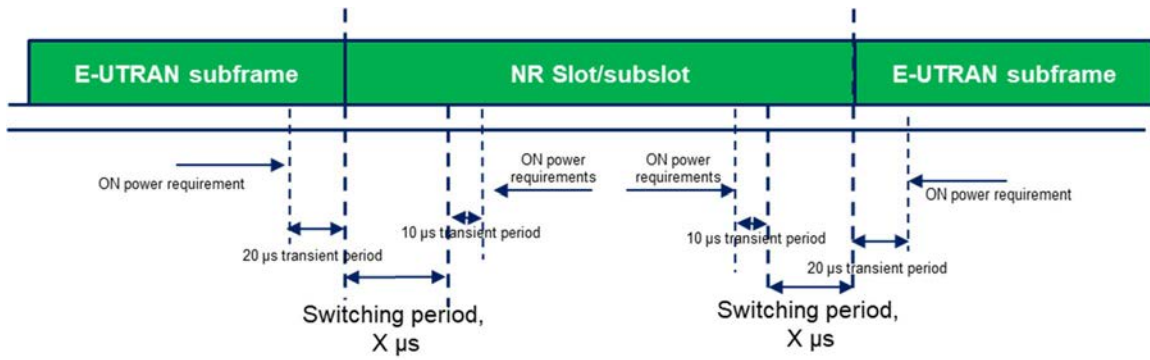 E-UTRAN subframe
NR Slot/subslot
E-UTRAN subframe
ON power requirement
ON power
requirements
ON power
requirements
ON power requirement
20 µs transient period
10 µs transient period
10 µs transient period
20 µs transient period
Switching period,
X µs
Switching period,
X µs